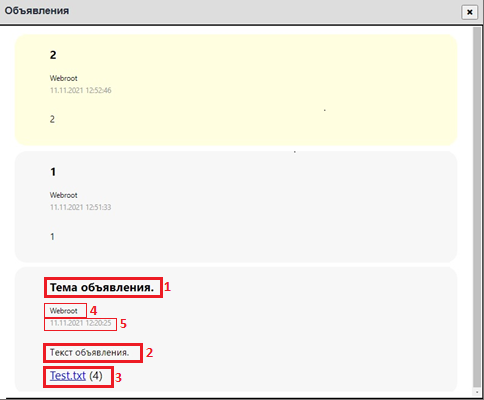 Объявления
2
Webroot
11.11.2021 12:52:46
2
1
Webroot
11.11.2021 12:51:33
1
Тема объявления. 1
Webroot 4
11.11.2021 12:20:25 5
Текст объявления. 2
Test.txt (4) 3